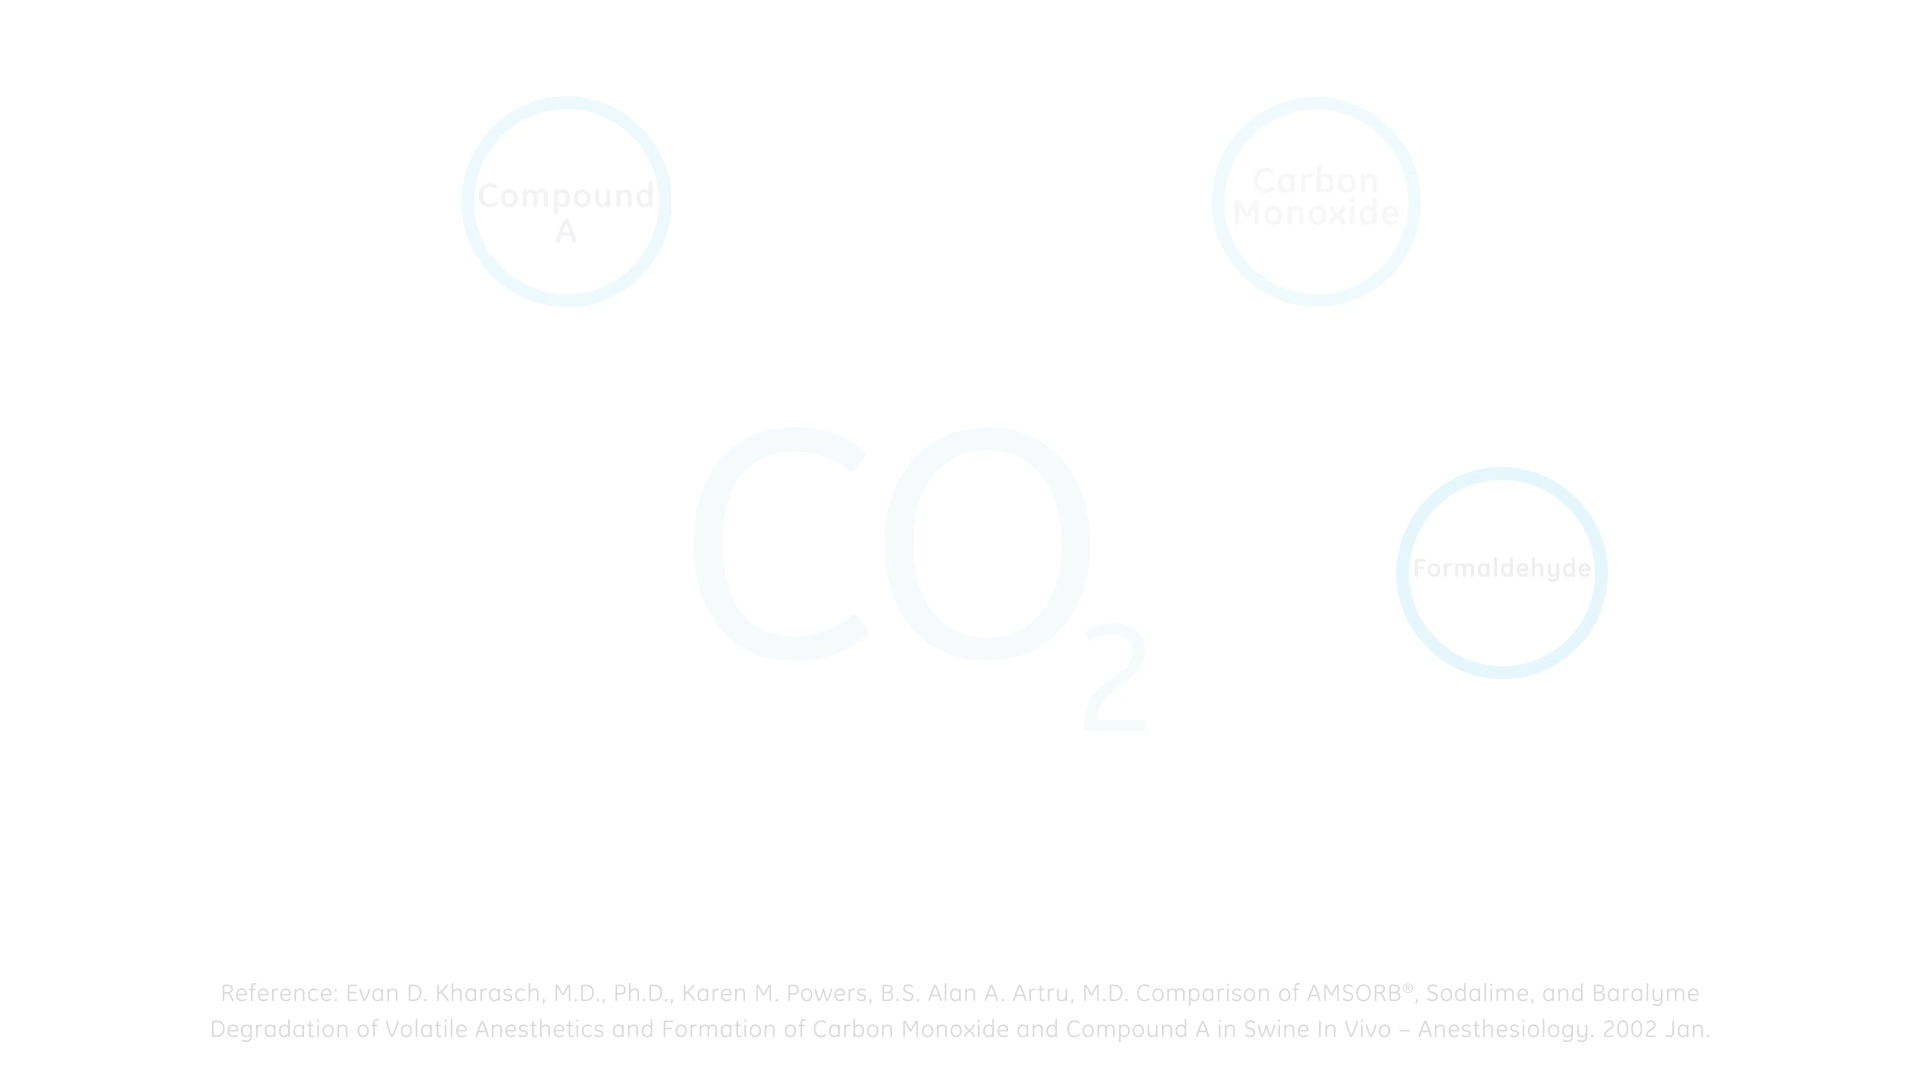 Compound
A
Carbon
Monoxide
CO2
Formaldehyde
Reference: Evan D. Kharasch, M.D., Ph.D., Karen M. Powers, B.S. Alan A. Artru, M.D. Comparison of AMSORB®, Sodalime, and Baralyme
Degradation of Volatile Anesthetics and Formation of Carbon Monoxide and Compound A in Swine In Vivo – Anesthesiology. 2002 Jan.